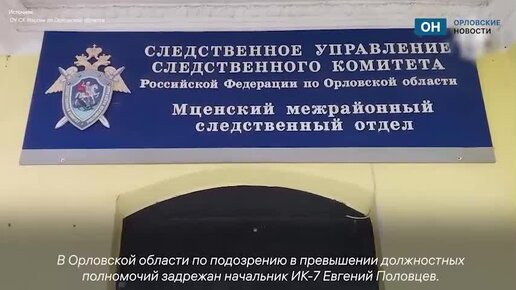 Источник
СУ СК России по Орловской области
ОН
ОРЛОВСКИЕ
НОВОСТИ
СЛЕДСТВЕННОЕ УПРАВЛЕНИЕ
СЛЕДСТВЕННОГО КОМИТЕТА
Российской Федерации по Орловской области
Мценский межрайонный
следственный отдел
В Орловской области по подозрению в превышении должностных
полномочий задрежан начальник ИК-7 Евгений Половцев.